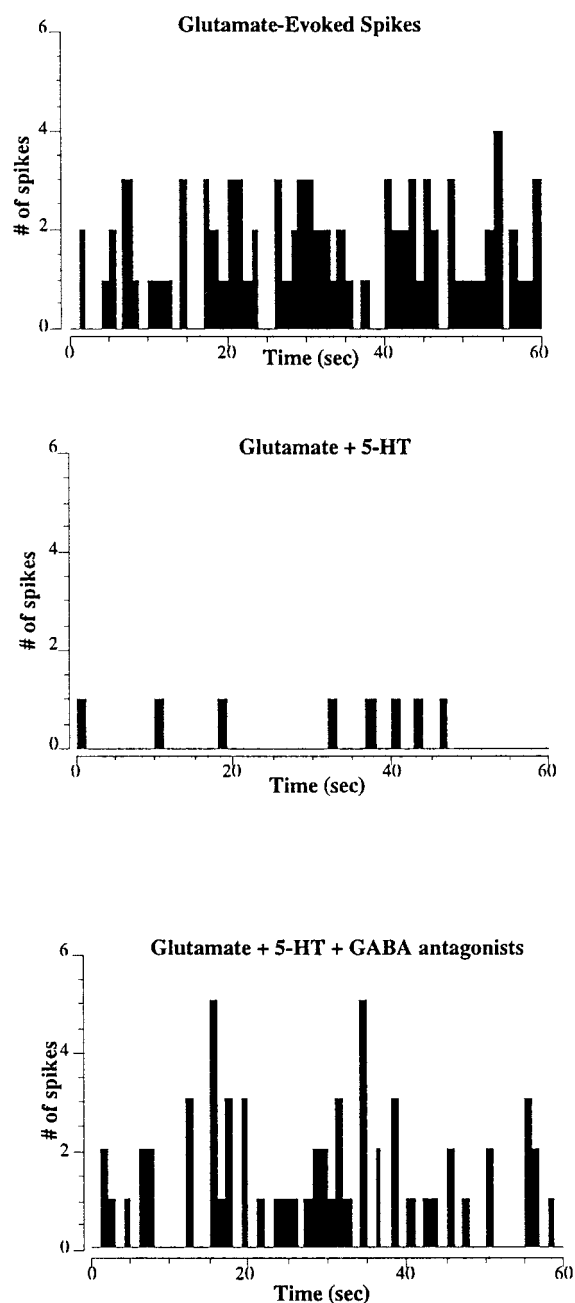 Glutamate-Evoked Spikes
6
4
2
0
# of spikes
0 20 40 60
Time (sec)
Glutamate + 5-HT
6
4
2
0
# of spikes
0 20 40 60
Time (sec)
Glutamate + 5-HT + GABA antagonists
6
4
2
0
# of spikes
0 20 40 60
Time (sec)